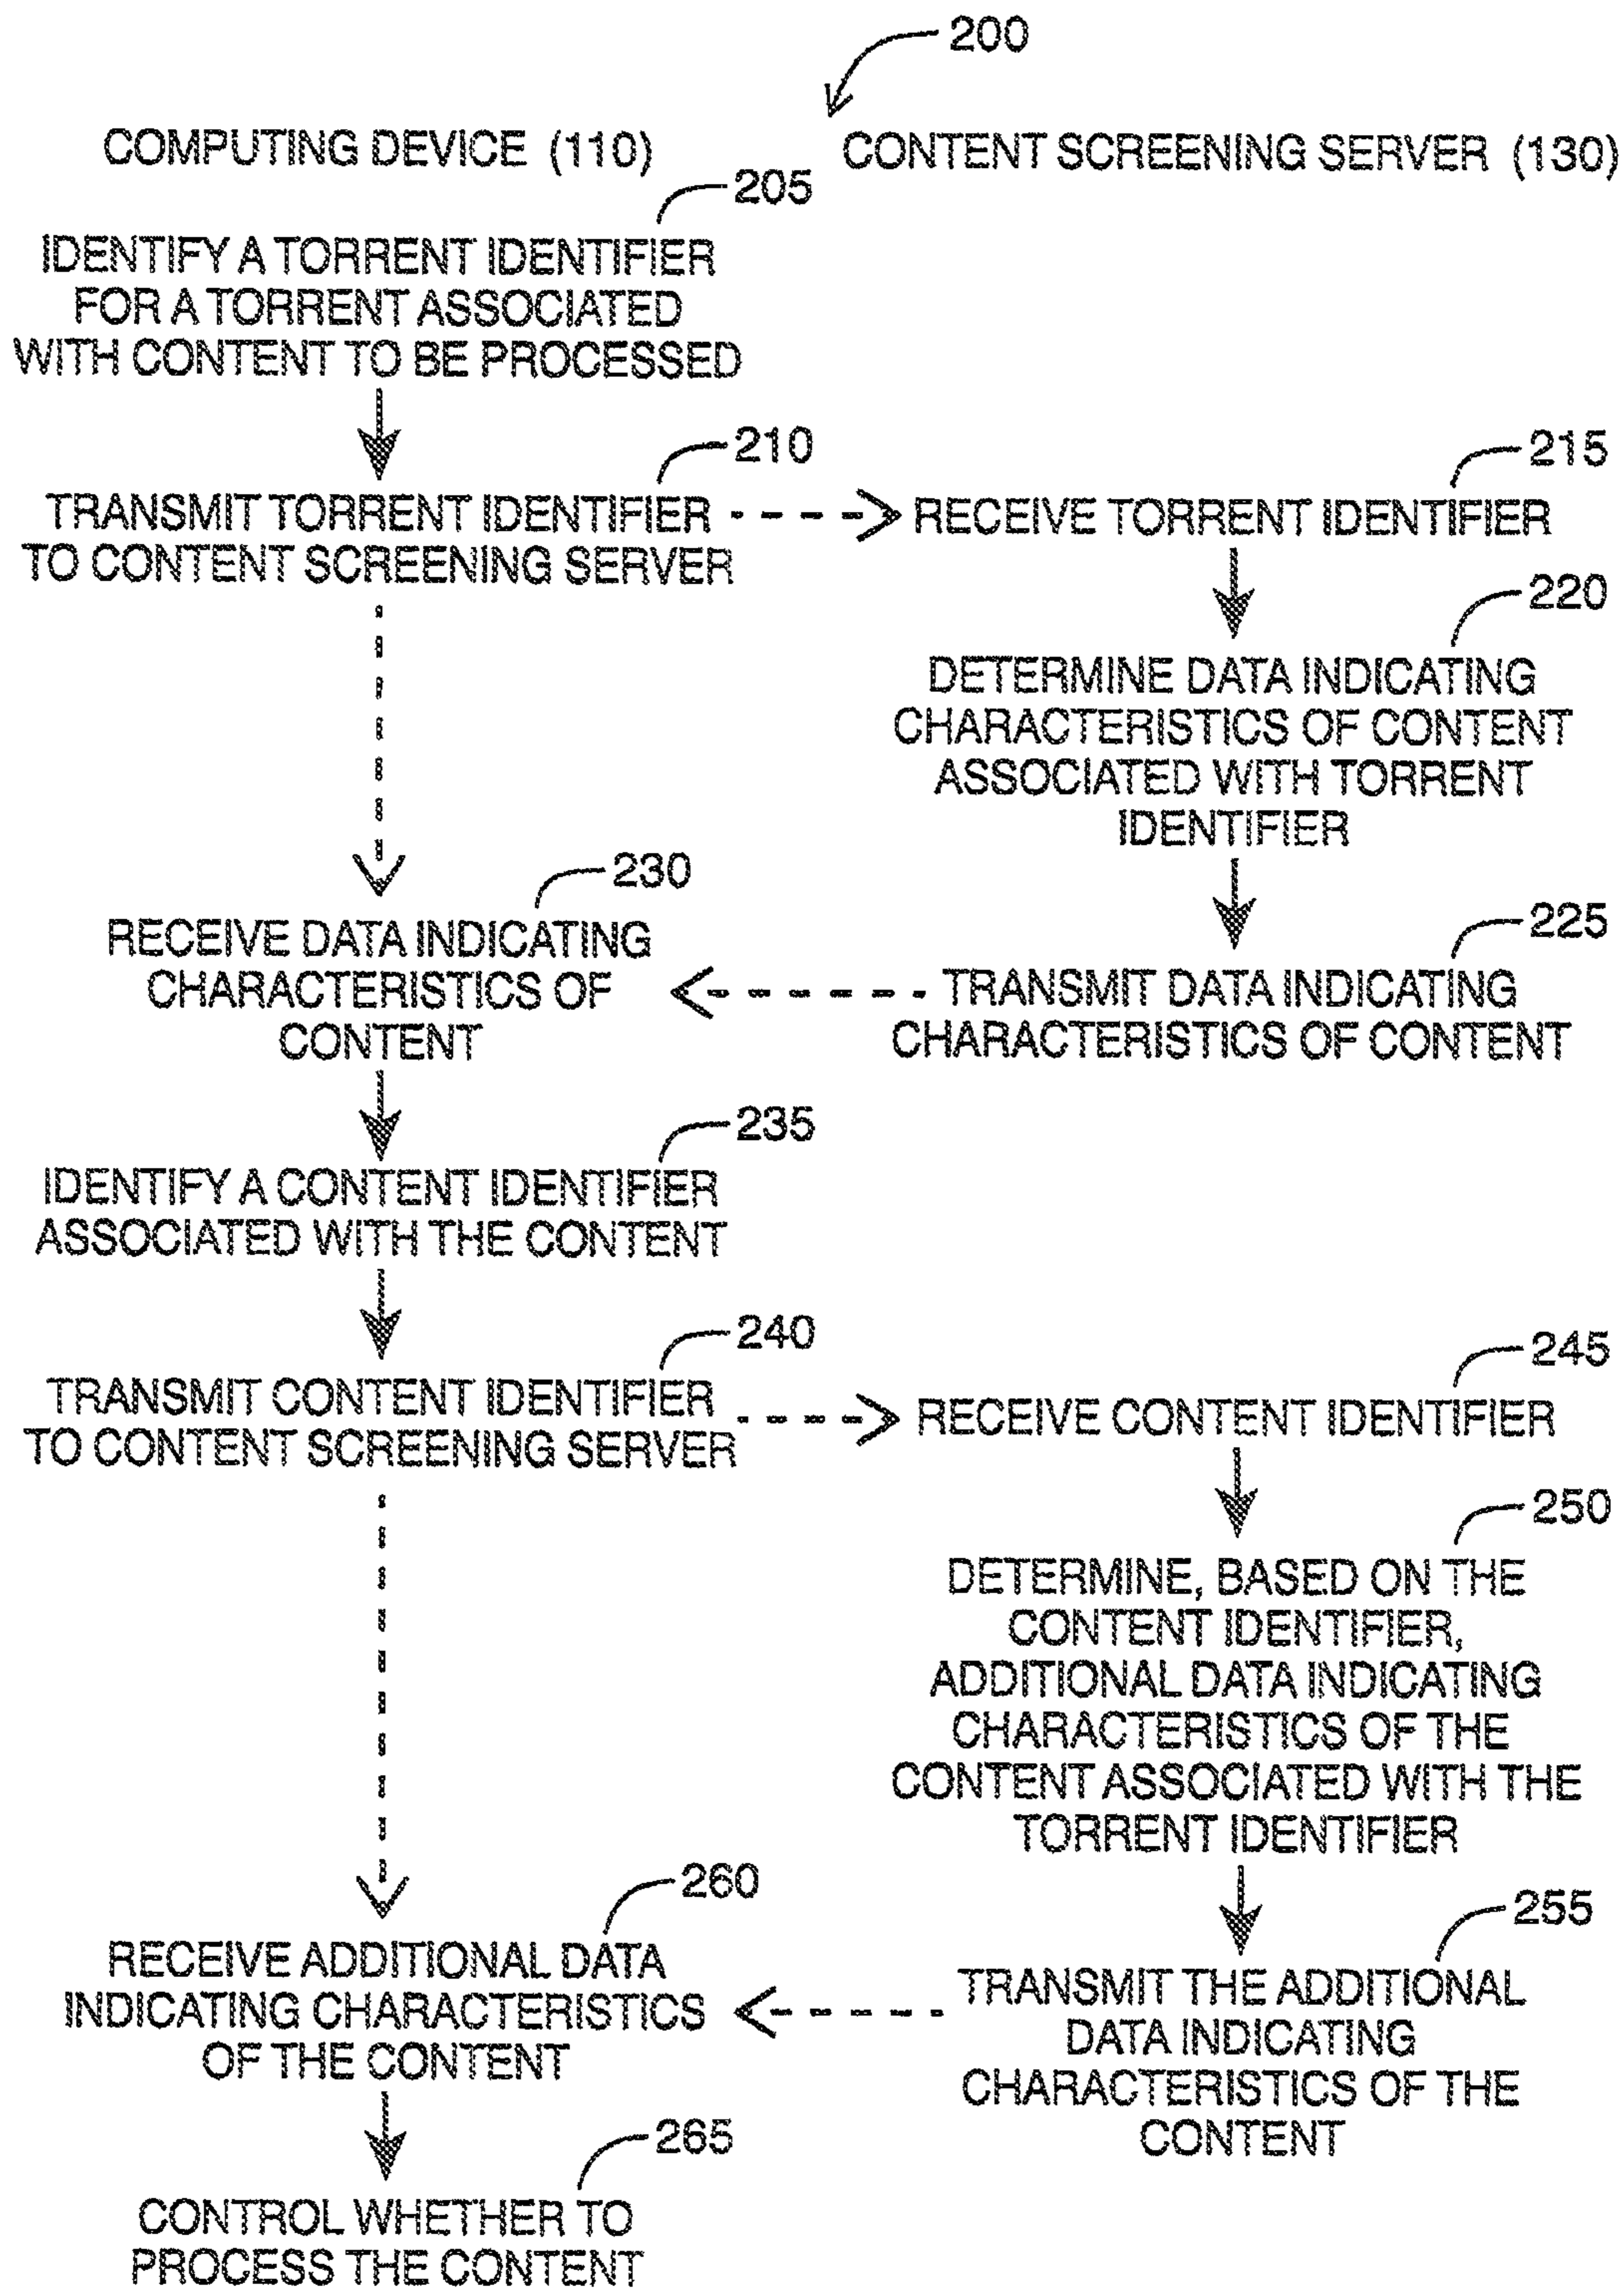 200
COMPUTING DEVICE (110)
CONTENT SCREENING SERVER (130)
205
IDENTIFY A TORRENT IDENTIFIER
FOR A TORRENT ASSOCIATED
WITH CONTENT TO BE PROCESSED
210
TRANSMIT TORRENT IDENTIFIER
TO CONTENT SCREENING SERVER
215
RECEIVE TORRENT IDENTIFIER
220
DETERMINE DATA INDICATING
CHARACTERISTICS OF CONTENT
ASSOCIATED WITH TORRENT
IDENTIFIER
225
TRANSMIT DATA INDICATING
CHARACTERISTICS OF CONTENT
230
RECEIVE DATA INDICATING
CHARACTERISTICS OF
CONTENT
235
IDENTIFY A CONTENT IDENTIFIER
ASSOCIATED WITH THE CONTENT
240
TRANSMIT CONTENT IDENTIFIER
TO CONTENT SCREENING SERVER
245
RECEIVE CONTENT IDENTIFIER
250
DETERMINE, BASED ON THE
CONTENT IDENTIFIER,
ADDITIONAL DATA INDICATING
CHARACTERISTICS OF THE
CONTENT ASSOCIATED WITH THE
TORRENT IDENTIFIER
255
TRANSMIT THE ADDITIONAL
DATA INDICATING
CHARACTERISTICS OF THE
CONTENT
260
RECEIVE ADDITIONAL DATA
INDICATING CHARACTERISTICS
OF THE CONTENT
265
CONTROL WHETHER TO
PROCESS THE CONTENT